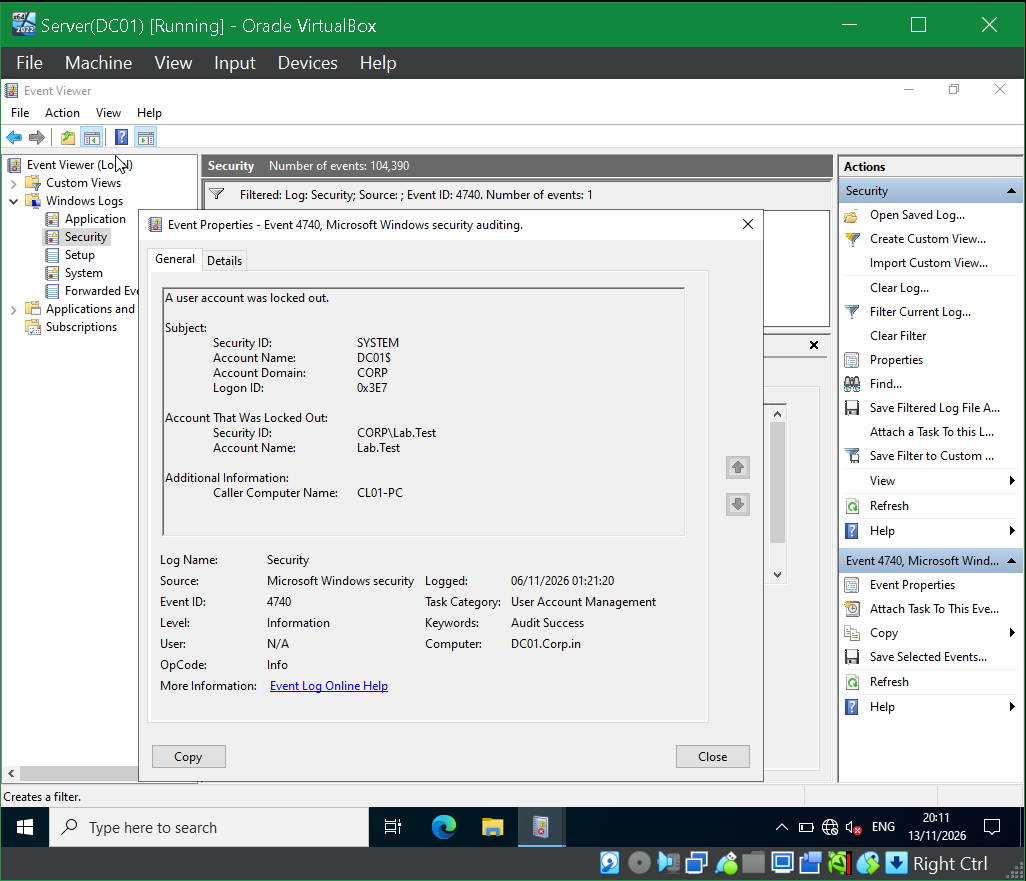 Server(DC01) [Running] - Oracle VirtualBox
File Machine View Input Devices Help
Event Viewer
File Action View Help
Event Viewer (Local)
Custom Views
Windows Logs
Application
Security
Setup
System
Forwarded Eve
Applications and
Subscriptions
Security Number of events: 104,390
Filtered: Log: Security; Source: ; Event ID: 4740. Number of events: 1
Event Properties - Event 4740, Microsoft Windows security auditing.
General Details
A user account was locked out.
Subject:
Security ID: SYSTEM
Account Name: DC01$
Account Domain: CORP
Logon ID: 0x3E7
Account That Was Locked Out:
Security ID: CORP\Lab.Test
Account Name: Lab.Test
Additional Information:
Caller Computer Name: CL01-PC
Log Name: Security
Source: Microsoft Windows security Logged: 06/11/2026 01:21:20
Event ID: 4740 Task Category: User Account Management
Level: Information Keywords: Audit Success
User: N/A Computer: DC01.Corp.in
OpCode: Info
More Information: Event Log Online Help
Copy Close
Actions
Security
Open Saved Log...
Create Custom View...
Import Custom View...
Clear Log...
Filter Current Log...
Clear Filter
Properties
Find...
Save Filtered Log File A...
Attach a Task To this L...
Save Filter to Custom ...
View
Refresh
Help
Event 4740, Microsoft Wind...
Event Properties
Attach Task To This Eve...
Copy
Save Selected Events...
Refresh
Help
Creates a filter.
Type here to search
ENG
20:11
13/11/2026
Right Ctrl